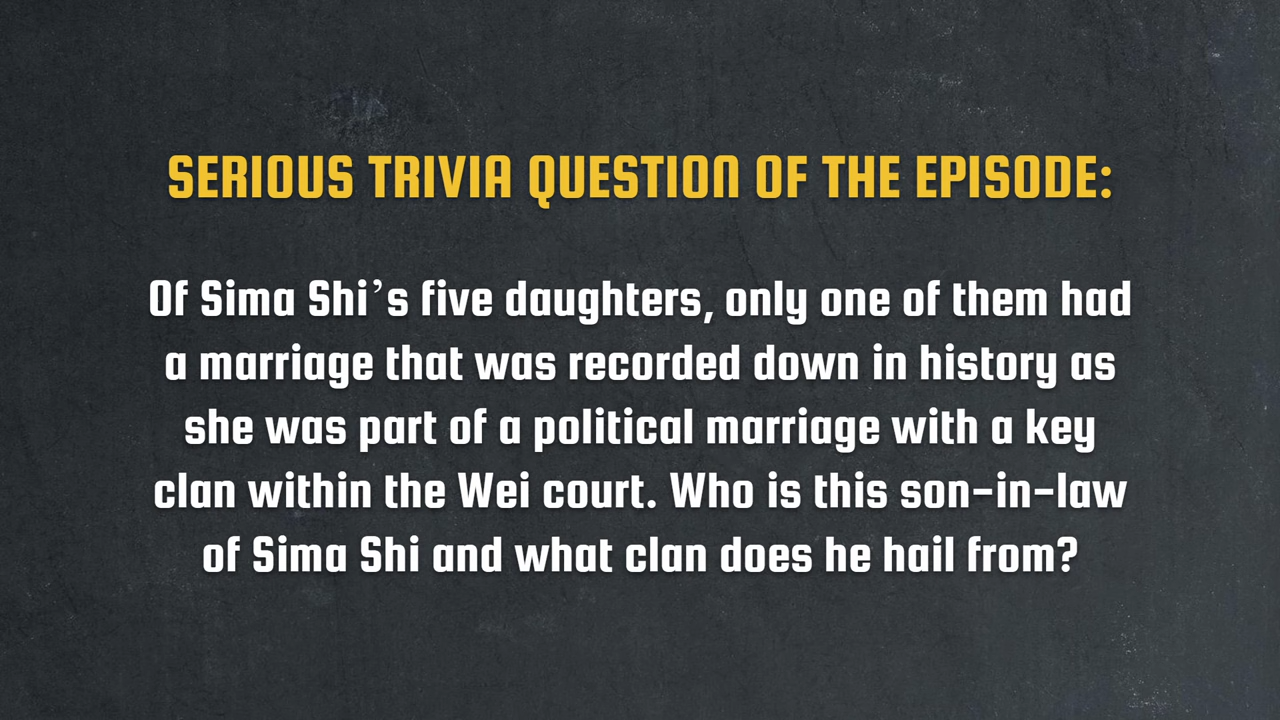 SERIOUS TRIVIA QUESTION OF THE EPISODE:
Of Sima Shi’s five daughters, only one of them had
a marriage that was recorded down in history as
she was part of a political marriage with a key
clan within the Wei court. Who is this son-in-law
of Sima Shi and what clan does he hail from?